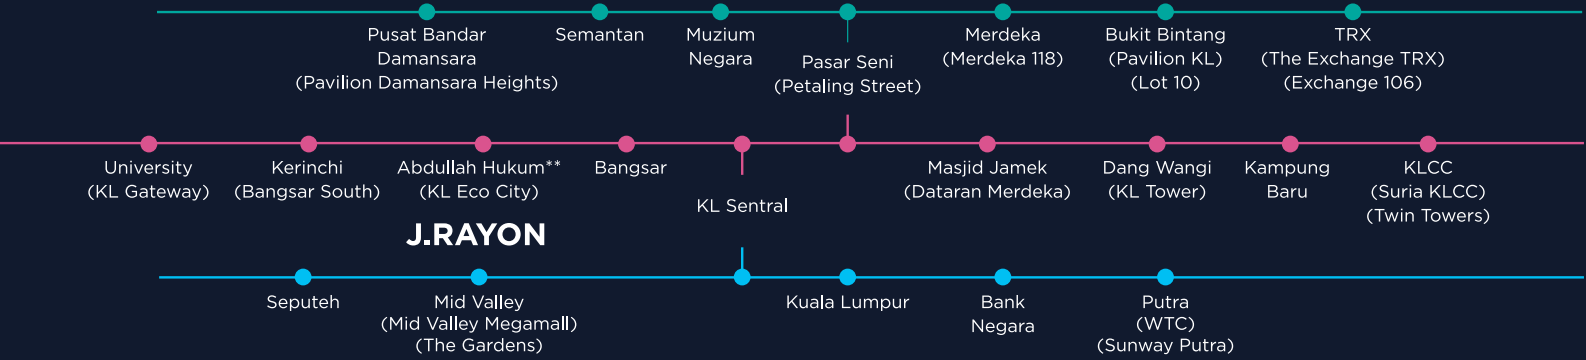 Pusat Bandar
Damansara
(Pavilion Damansara Heights)
Semantan
Muzium
Negara
Pasar Seni
(Petaling Street)
Merdeka
(Merdeka 118)
Bukit Bintang
(Pavilion KL)
(Lot 10)
TRX
(The Exchange TRX)
(Exchange 106)
University
(KL Gateway)
Kerinchi
(Bangsar South)
Abdullah Hukum**
(KL Eco City)
J.RAYON
Bangsar
KL Sentral
Masjid Jamek
(Dataran Merdeka)
Dang Wangi
(KL Tower)
Kampung
Baru
KLCC
(Suria KLCC)
(Twin Towers)
Seputeh
Mid Valley
(Mid Valley Megamall)
(The Gardens)
Kuala Lumpur
Bank
Negara
Putra
(WTC)
(Sunway Putra)